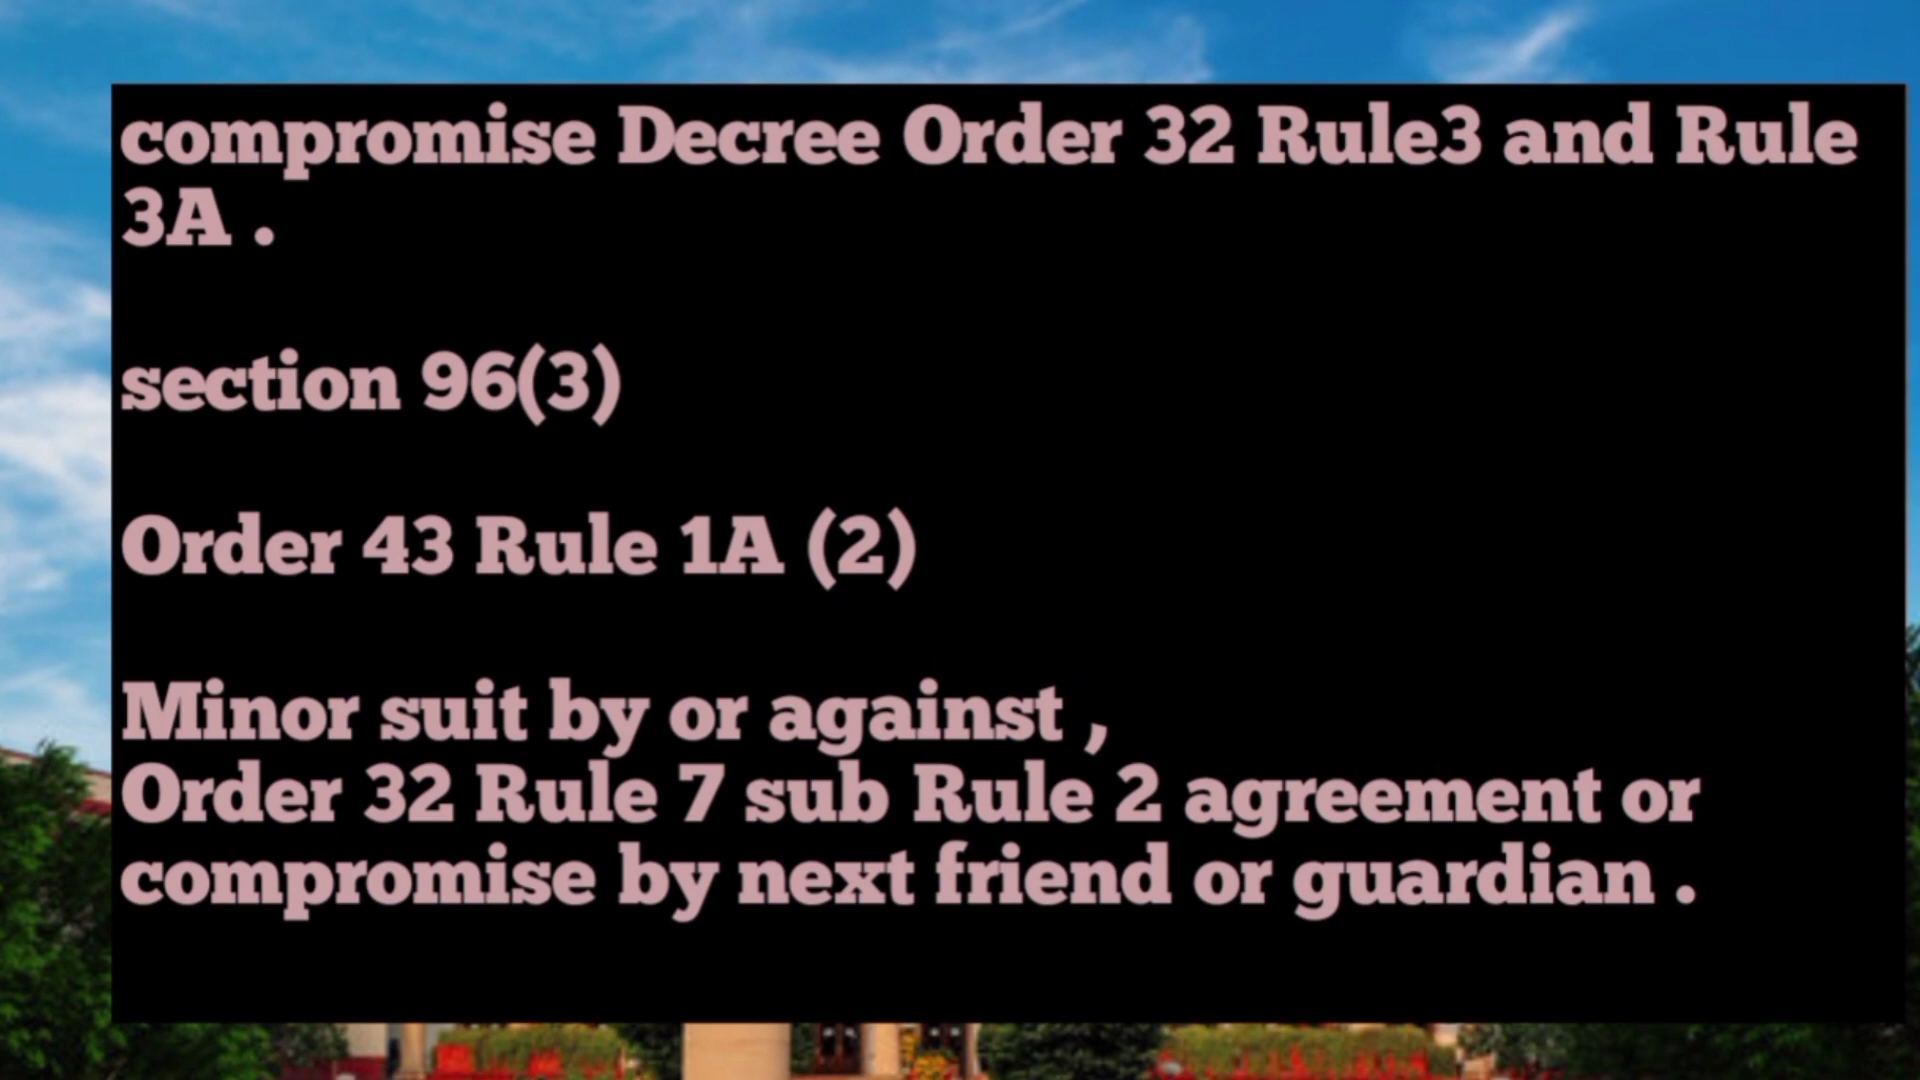 compromise Decree Order 32 Rule3 and Rule
3A .
section 96(3)
Order 43 Rule 1A (2)
Minor suit by or against ,
Order 32 Rule 7 sub Rule 2 agreement or
compromise by next friend or guardian .